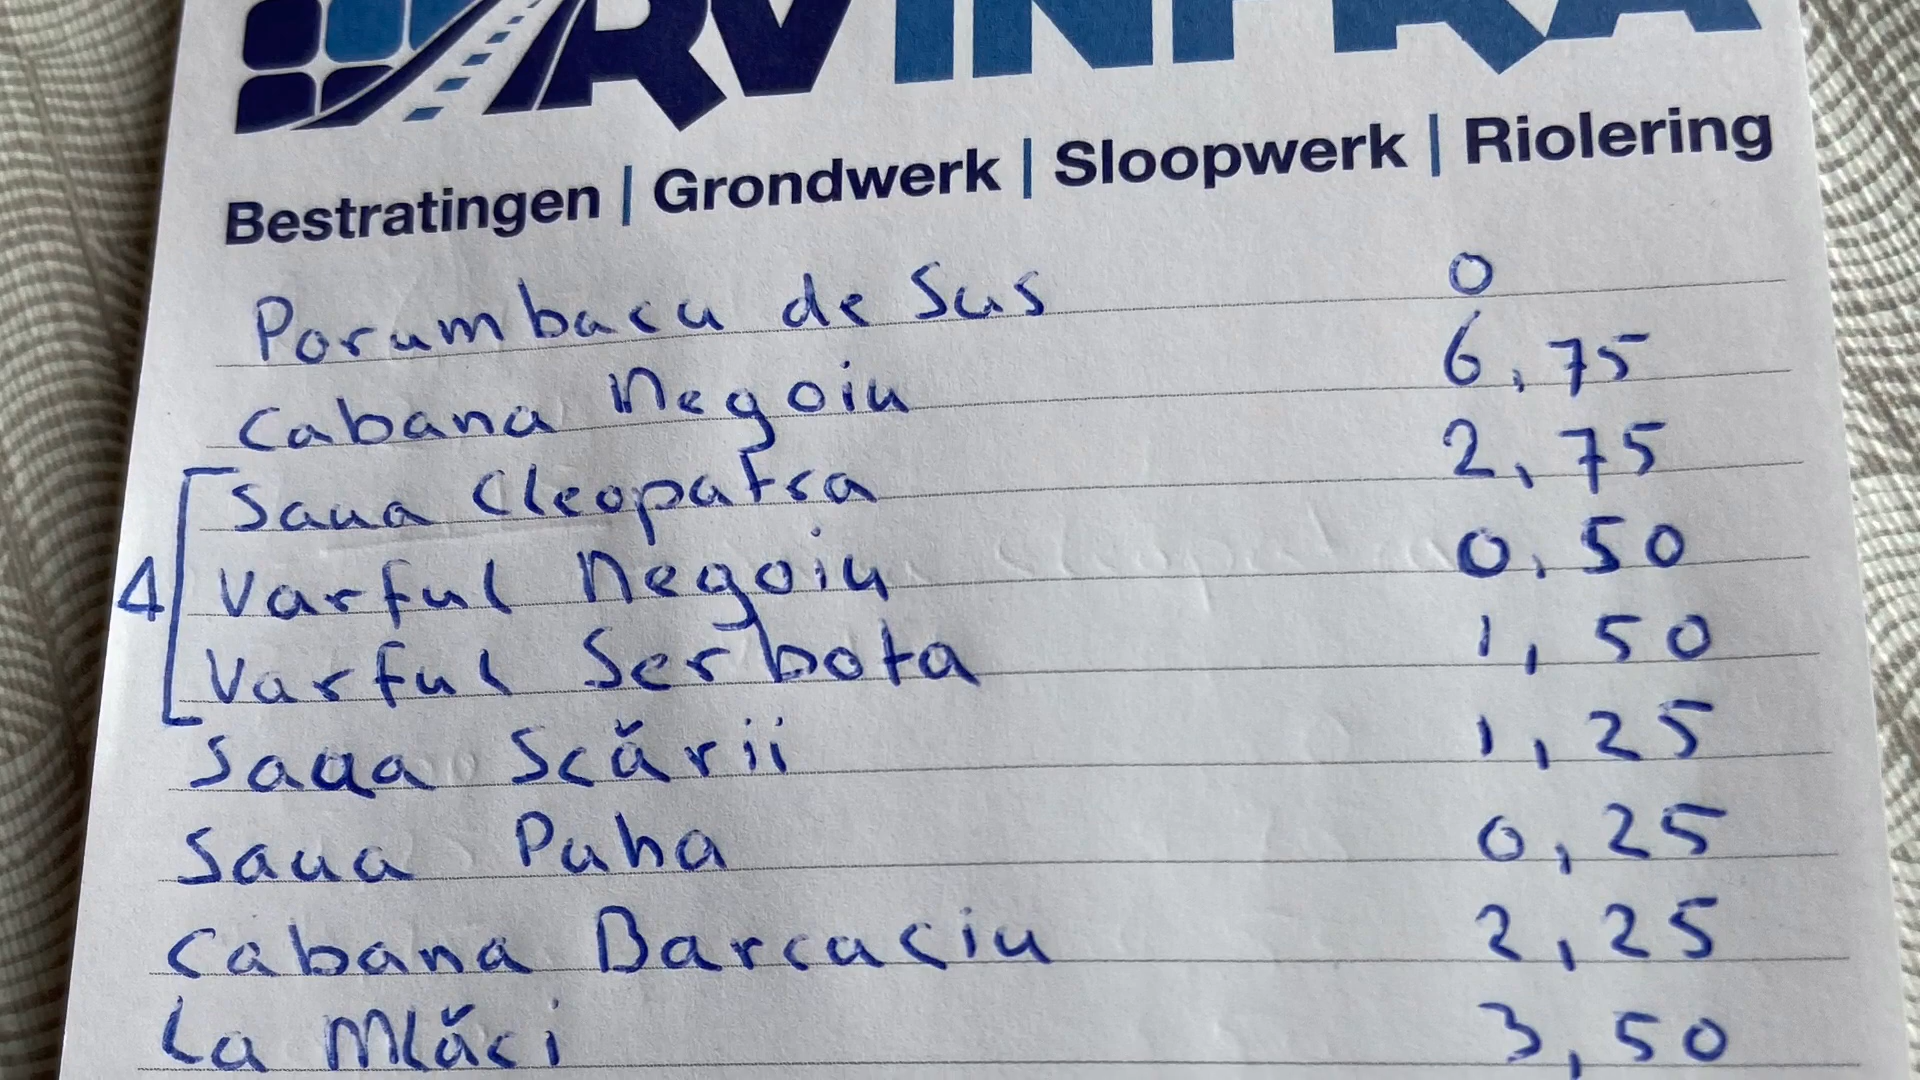 RVINFRA
Bestratingen | Grondwerk | Sloopwerk | Riolering
Porumbacu de Sus 0
Cabana Negoiu 6,75
Saua Cleopatra 2,75
4
Varful Negoiu 0,50
Varful Serbota 1,50
Saua Scării 1,25
Saua Puha 0,25
Cabana Barcaciu 2,25
La Mlăci 3,50